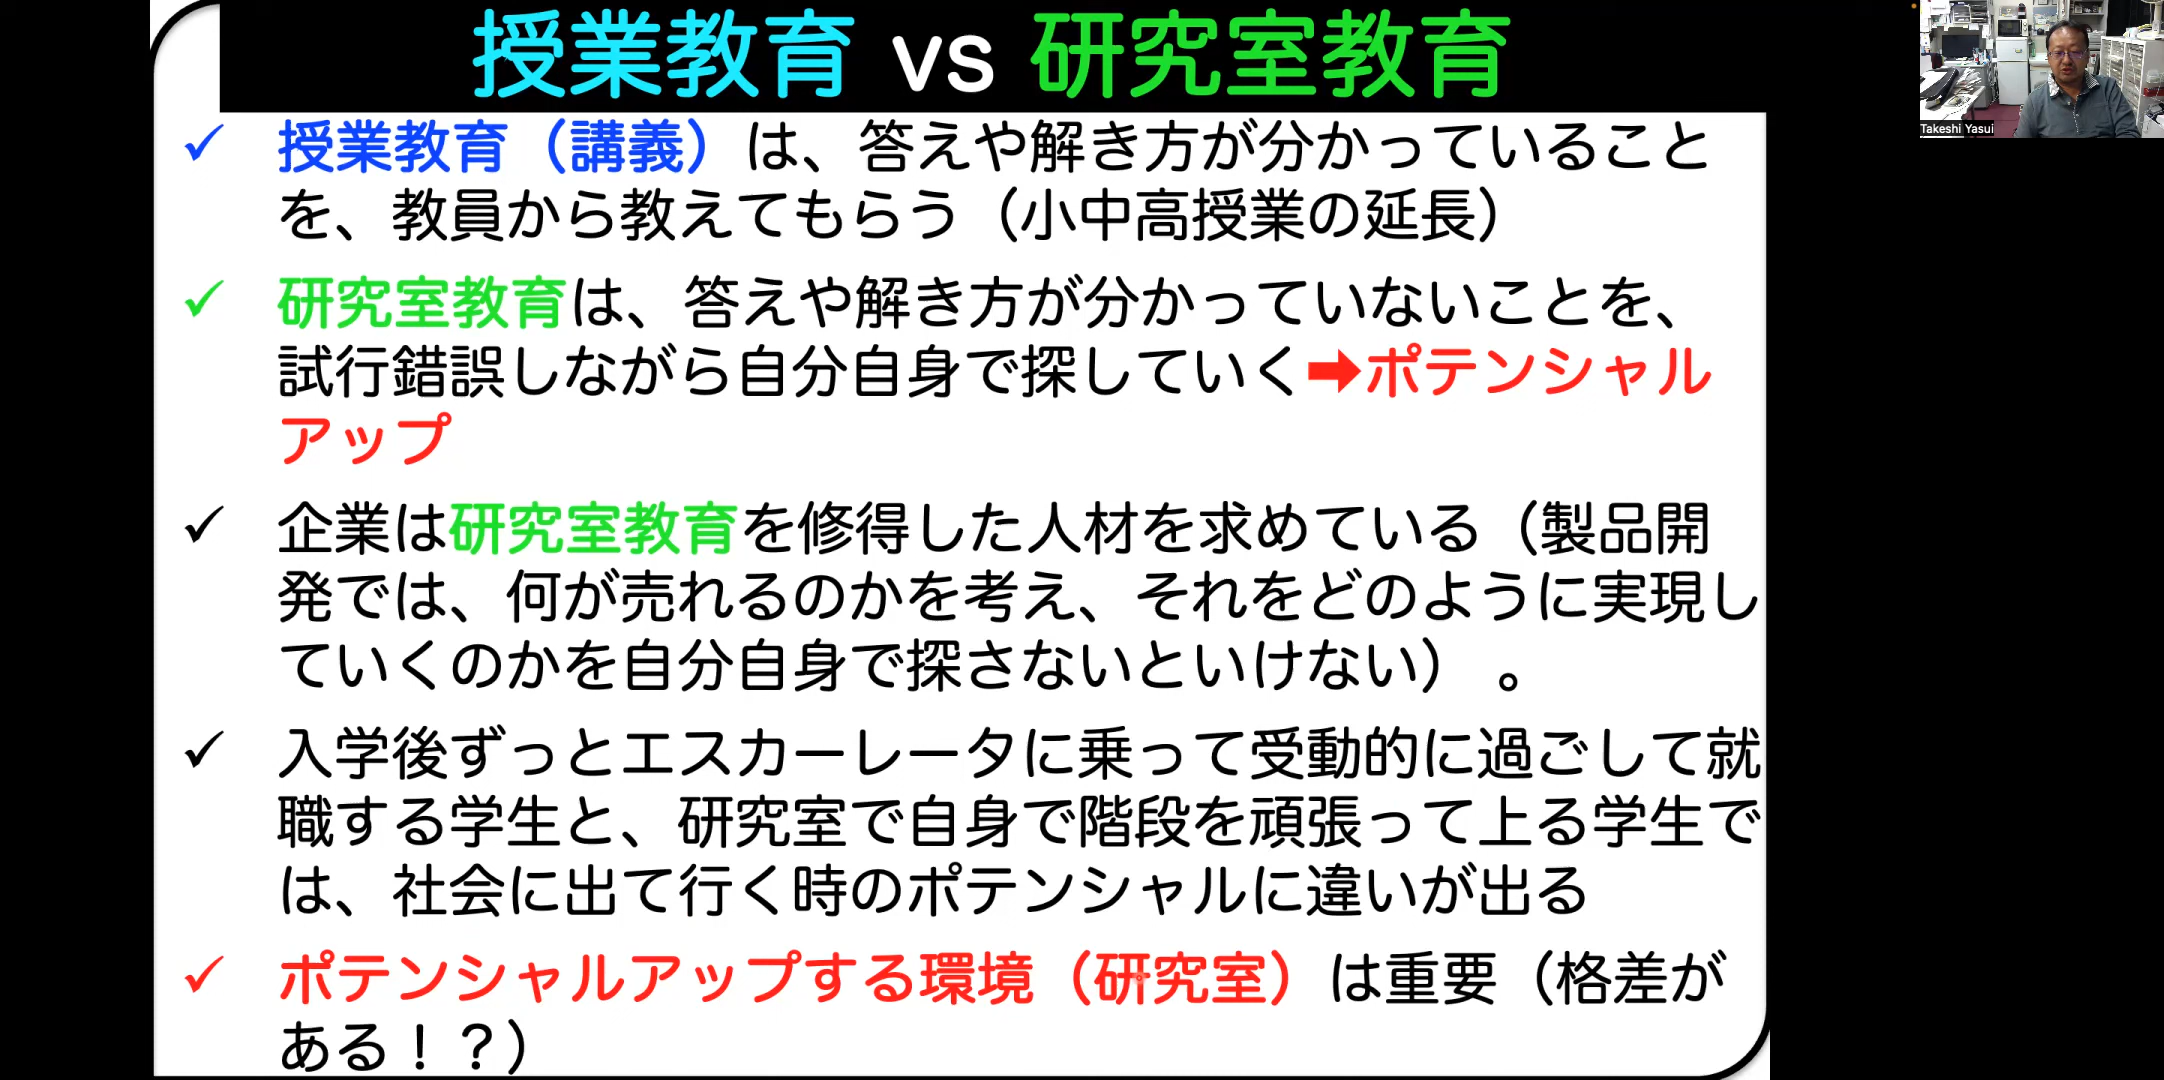 授業教育 vs 研究室教育
Takeshi Yasui
✓ 授業教育（講義）は、答えや解き方が分かっていること
を、教員から教えてもらう（小中高授業の延長）
✓ 研究室教育は、答えや解き方が分かっていないことを、
試行錯誤しながら自分自身で探していく➡ポテンシャル
アップ
✓ 企業は研究室教育を修得した人材を求めている（製品開
発では、何が売れるのかを考え、それをどのように実現し
ていくのかを自分自身で探さないといけない） 。
✓ 入学後ずっとエスカーレータに乗って受動的に過ごして就
職する学生と、研究室で自身で階段を頑張って上る学生で
は、社会に出て行く時のポテンシャルに違いが出る
✓ ポテンシャルアップする環境（研究室）は重要（格差が
ある！？）